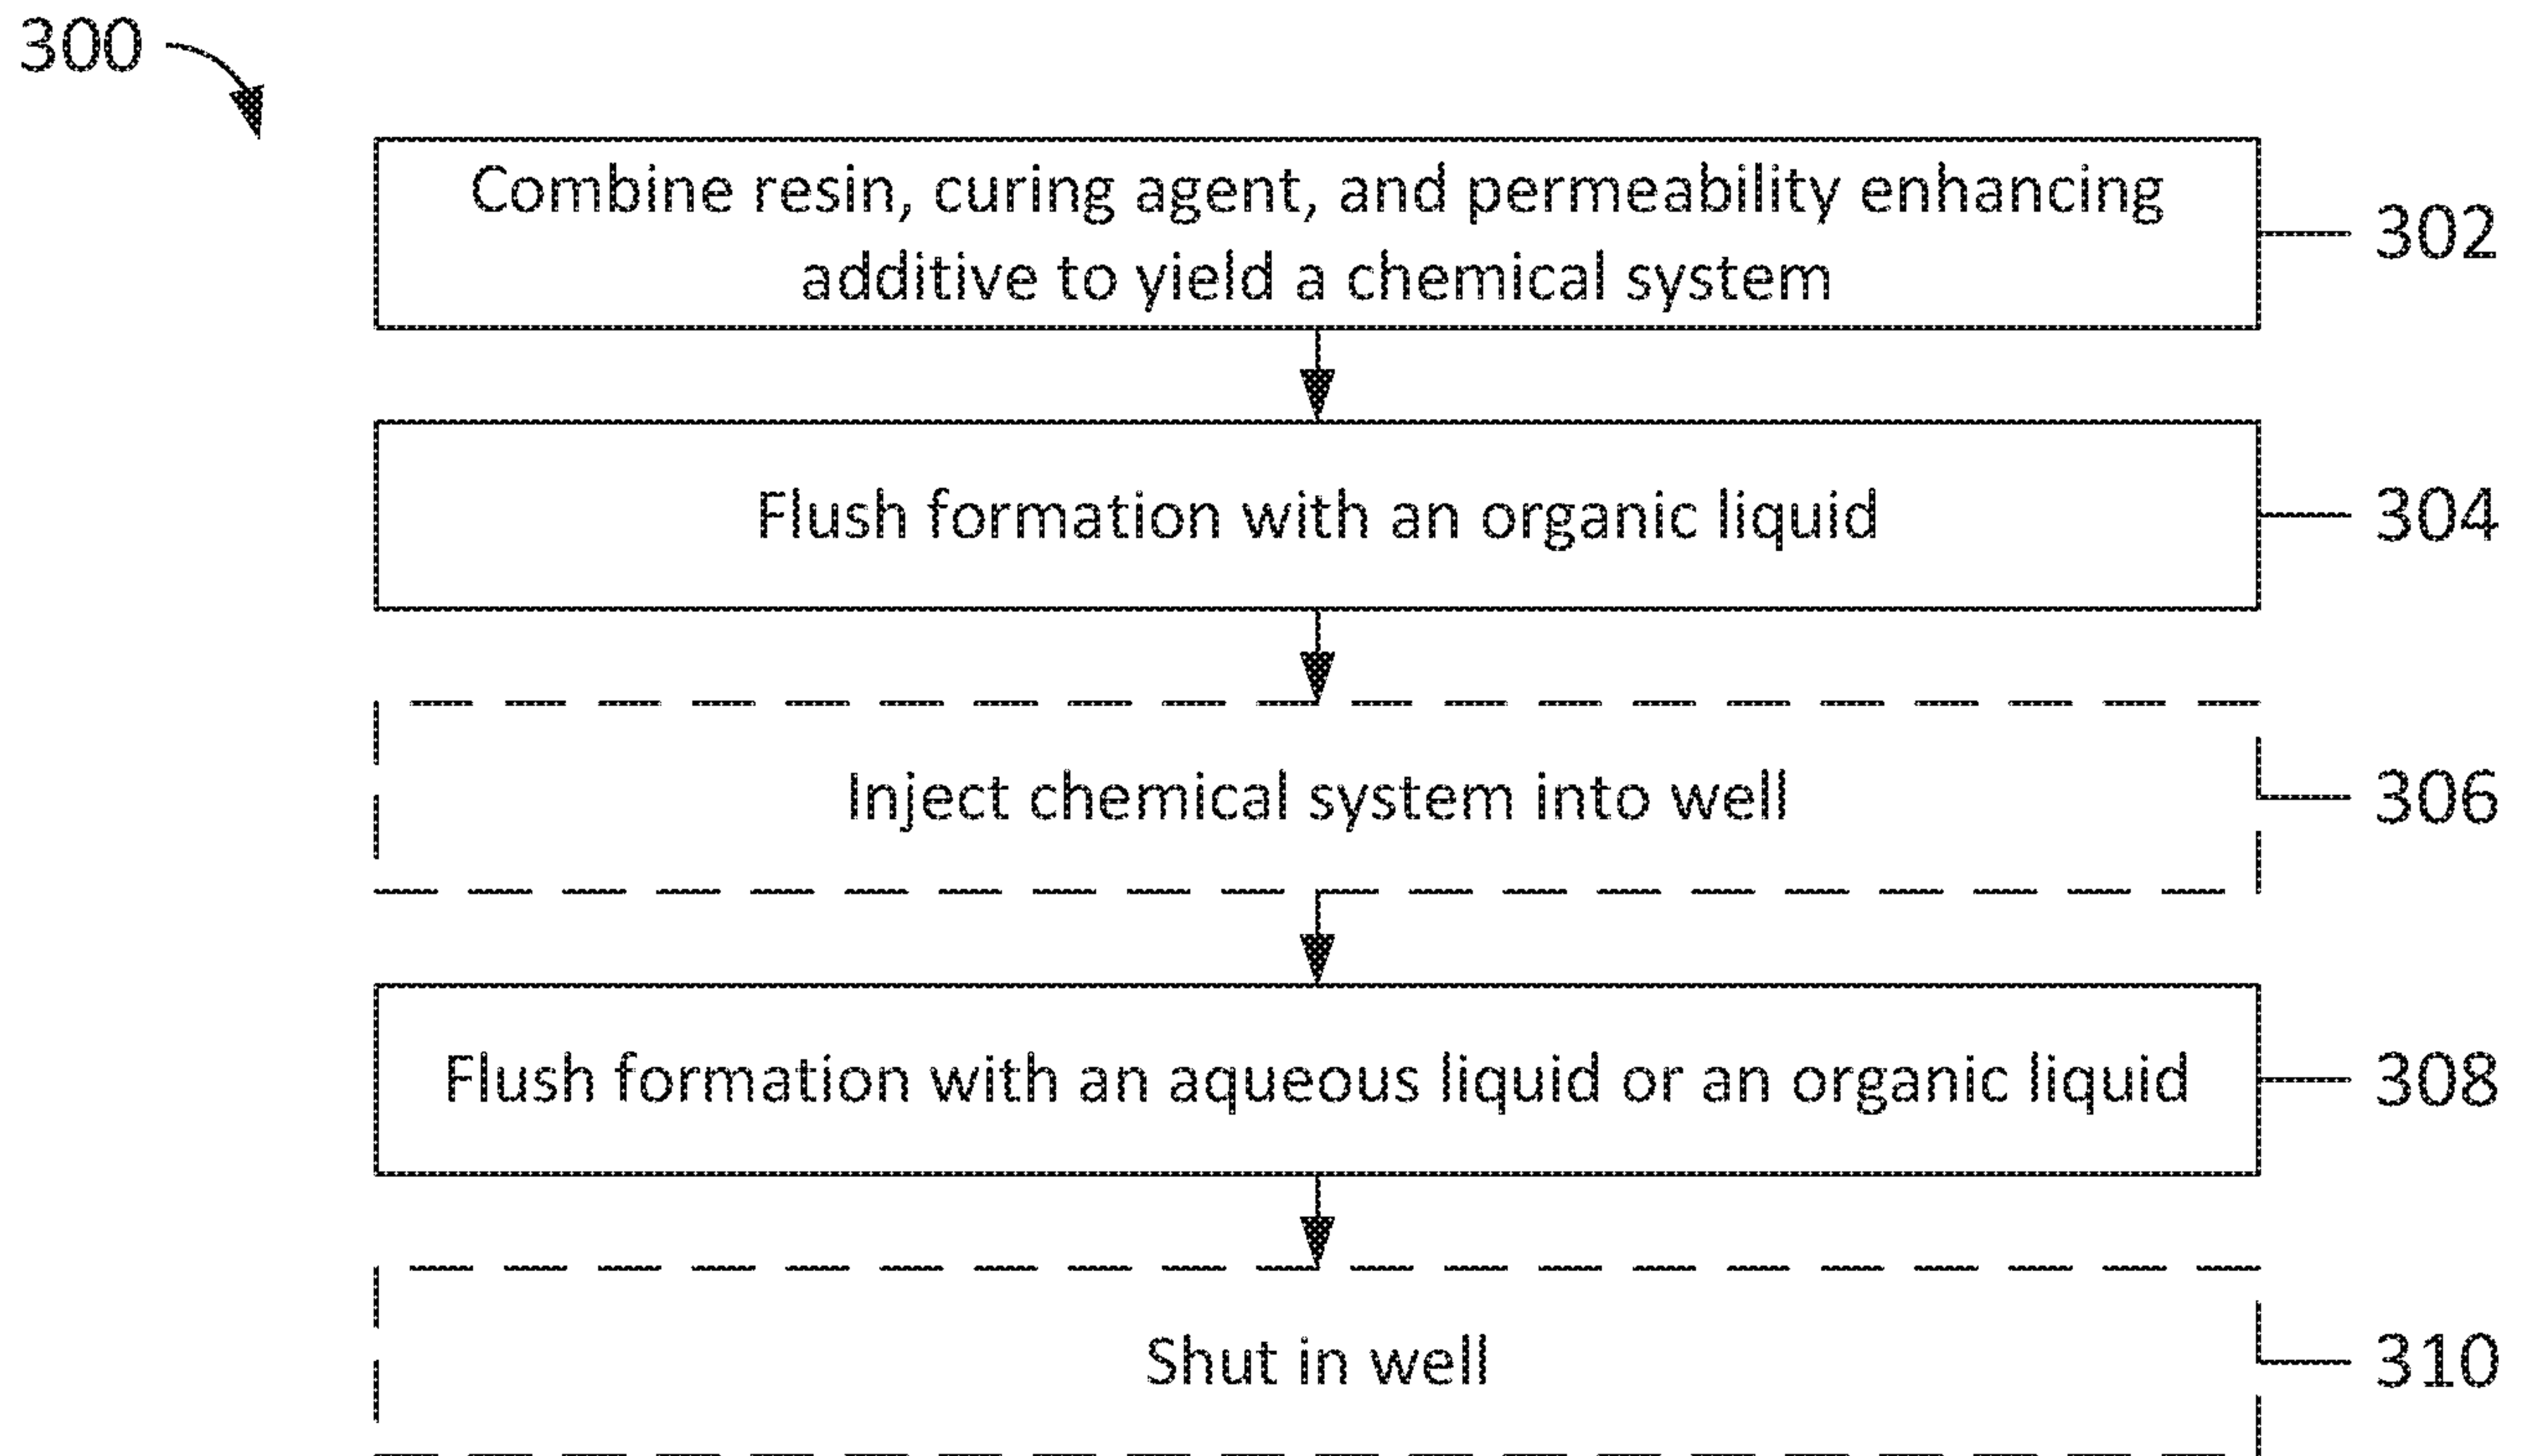 300
Combine resin, curing agent, and permeability enhancing
additive to yield a chemical system
302
Flush formation with an organic liquid
304
Inject chemical system into well
306
Flush formation with an aqueous liquid or an organic liquid
308
Shut in well
310